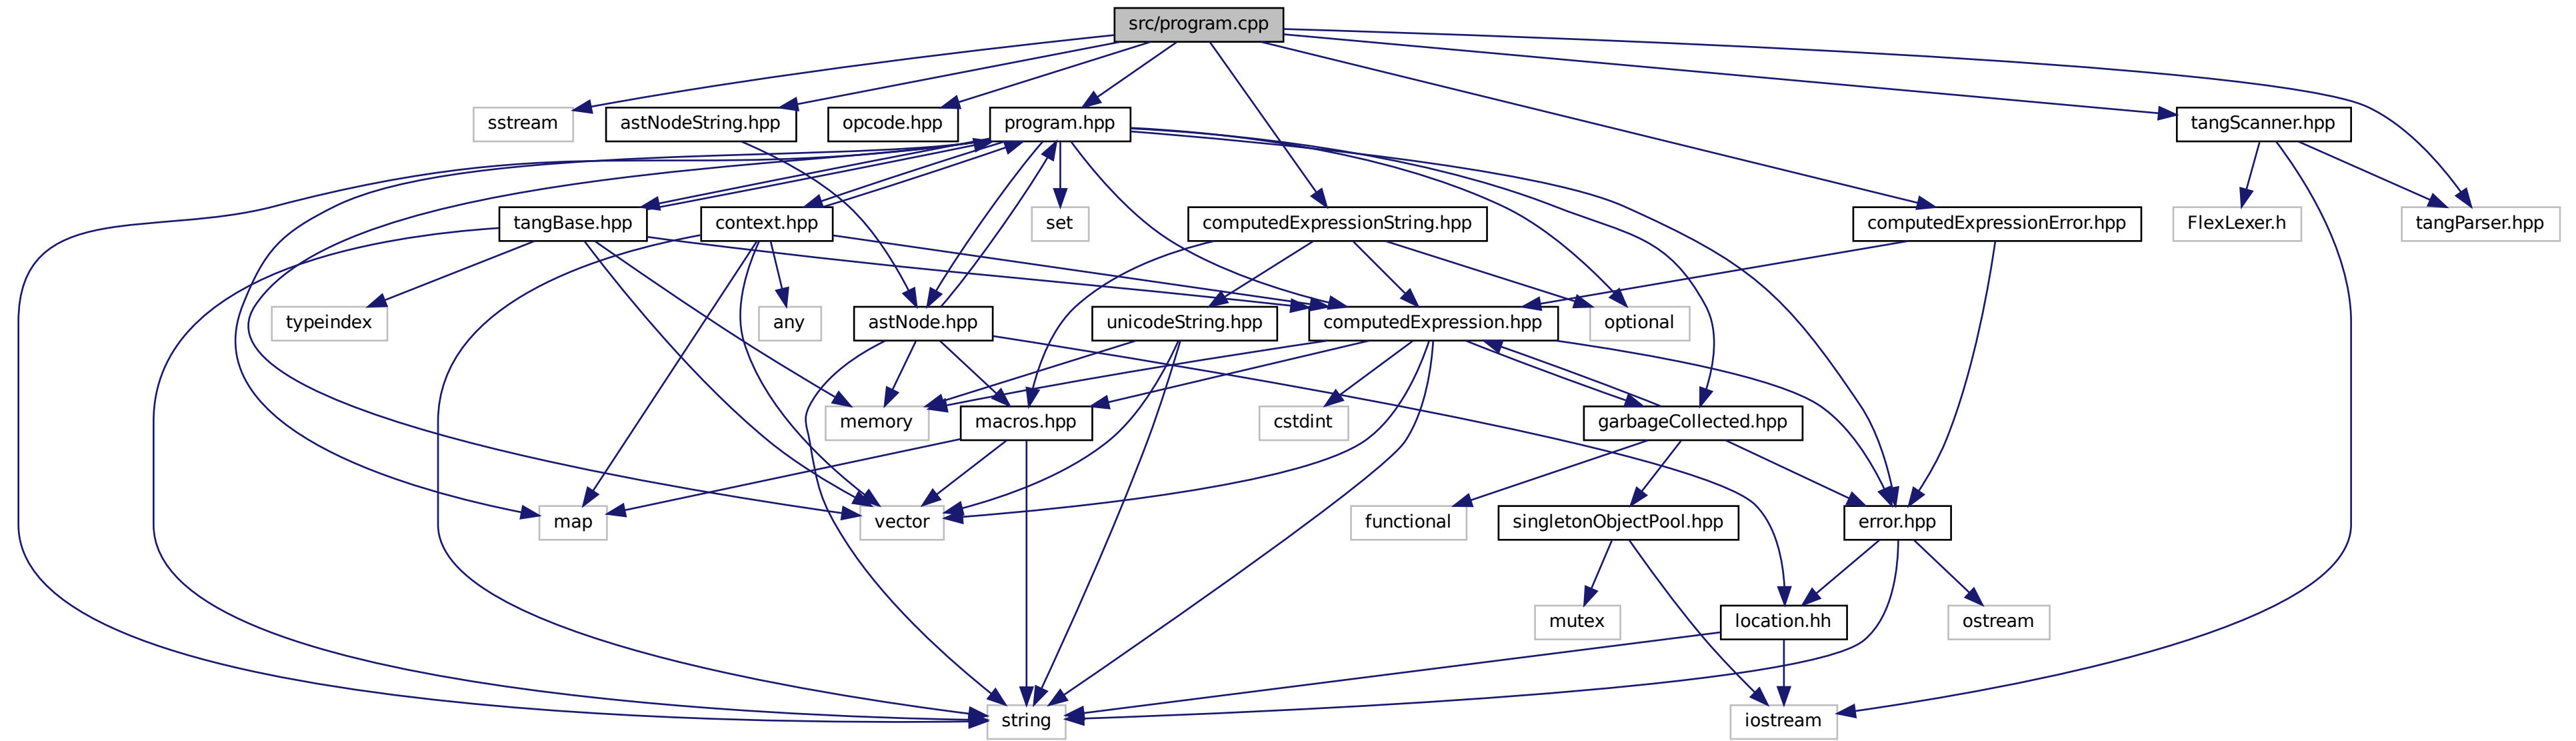 src/program.cpp
sstream
astNodeString.hpp
opcode.hpp
program.hpp
tangScanner.hpp
tangBase.hpp
context.hpp
set
computedExpressionString.hpp
computedExpressionError.hpp
FlexLexer.h
tangParser.hpp
typeindex
any
astNode.hpp
unicodeString.hpp
computedExpression.hpp
optional
memory
macros.hpp
cstdint
garbageCollected.hpp
map
vector
functional
singletonObjectPool.hpp
error.hpp
mutex
location.hh
ostream
string
iostream